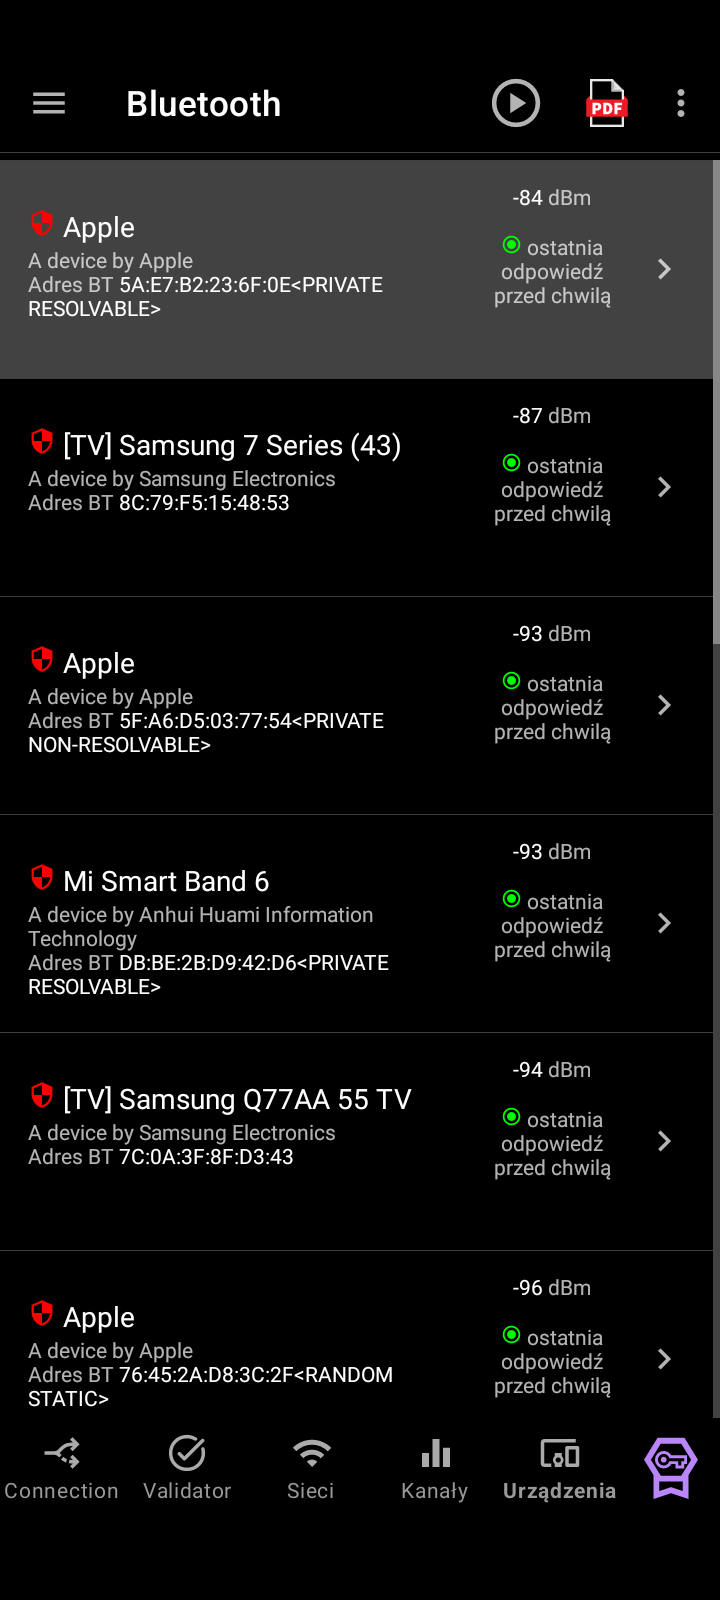 Bluetooth
PDF
Apple
A device by Apple
Adres BT 5A:E7:B2:23:6F:0E<PRIVATE
RESOLVABLE>
-84 dBm
ostatnia
odpowiedź
przed chwilą
[TV] Samsung 7 Series (43)
A device by Samsung Electronics
Adres BT 8C:79:F5:15:48:53
-87 dBm
ostatnia
odpowiedź
przed chwilą
Apple
A device by Apple
Adres BT 5F:A6:D5:03:77:54<PRIVATE
NON-RESOLVABLE>
-93 dBm
ostatnia
odpowiedź
przed chwilą
Mi Smart Band 6
A device by Anhui Huami Information
Technology
Adres BT DB:BE:2B:D9:42:D6<PRIVATE
RESOLVABLE>
-93 dBm
ostatnia
odpowiedź
przed chwilą
[TV] Samsung Q77AA 55 TV
A device by Samsung Electronics
Adres BT 7C:0A:3F:8F:D3:43
-94 dBm
ostatnia
odpowiedź
przed chwilą
Apple
A device by Apple
Adres BT 76:45:2A:D8:3C:2F<RANDOM
STATIC>
-96 dBm
ostatnia
odpowiedź
przed chwilą
Connection
Validator
Sieci
Kanały
Urządzenia